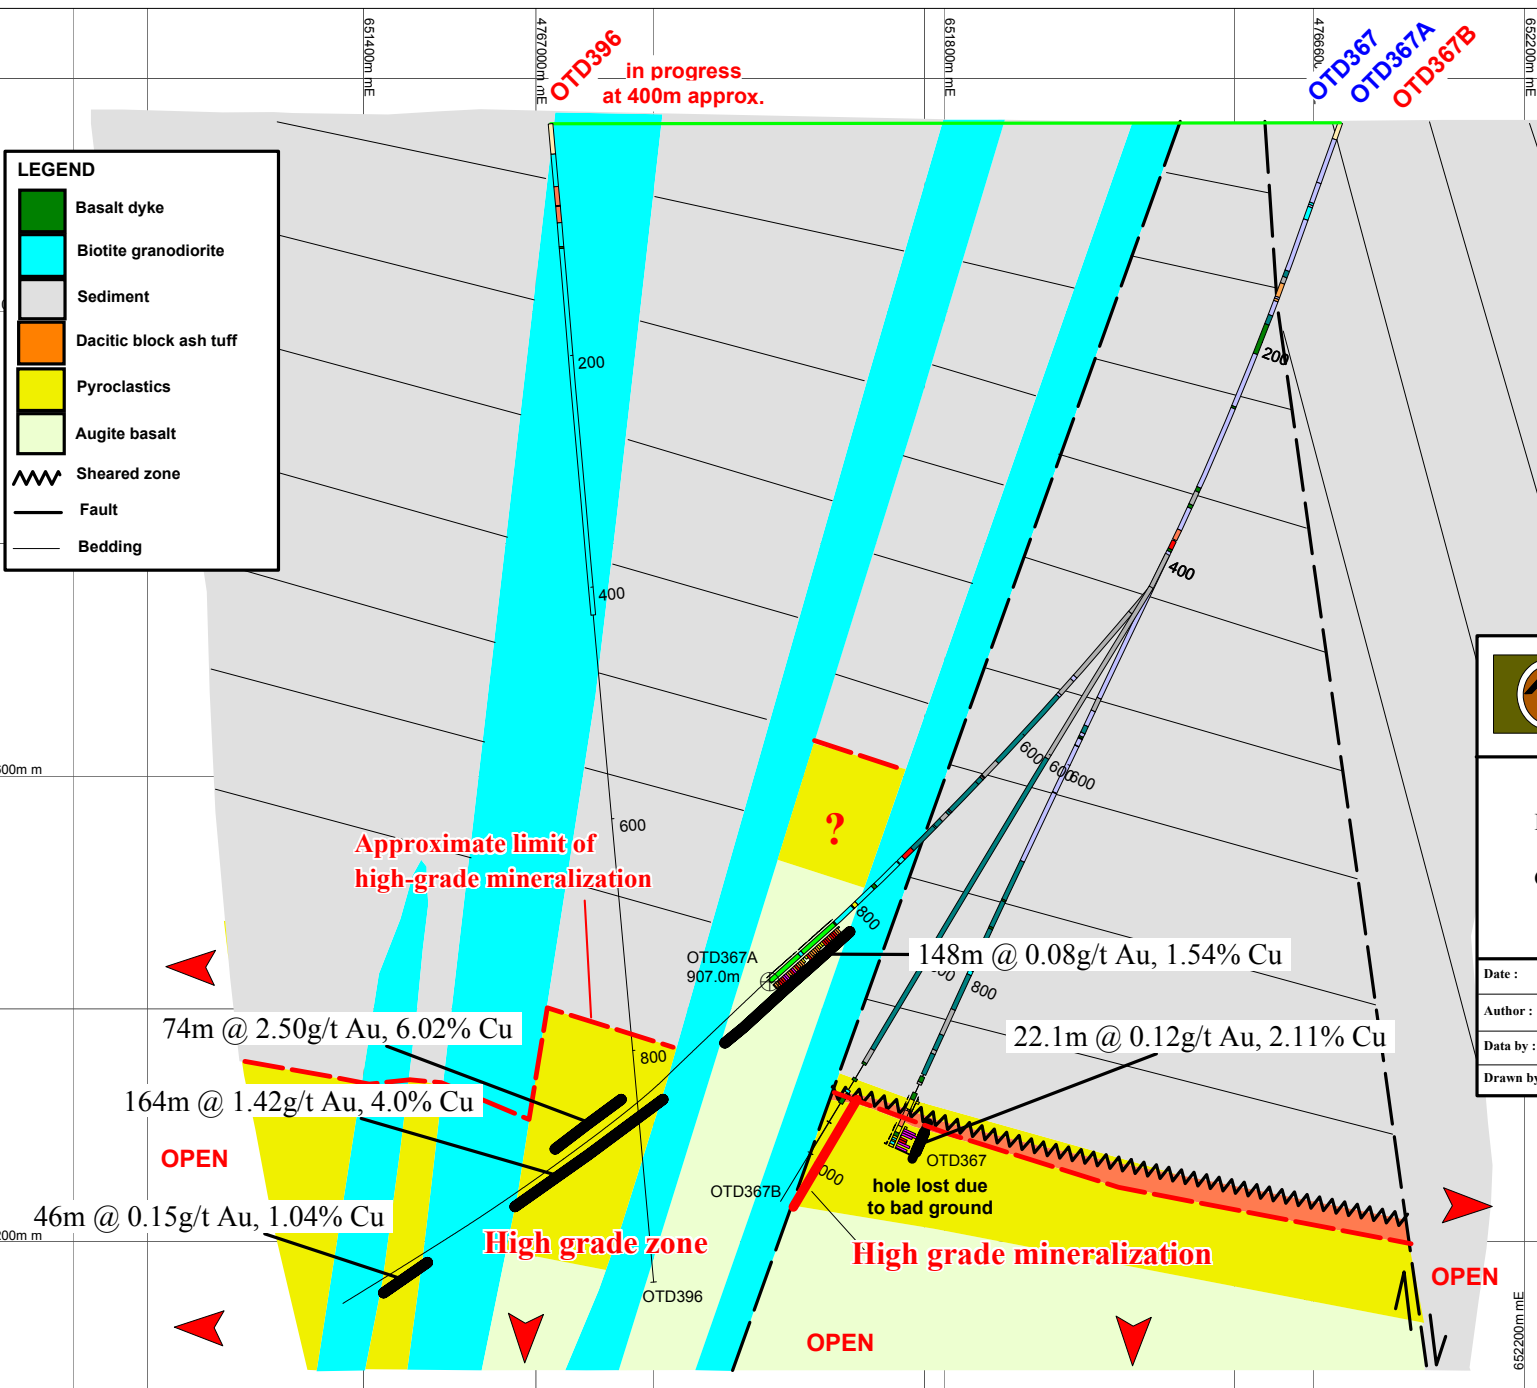 651400m mE
4767000m mE
651800m mE
652200m mE
OTD396
in progress
at 400m approx.
OTD367
OTD367A
OTD367B
LEGEND
Basalt dyke
Biotite granodiorite
Sediment
Dacitic block ash tuff
Pyroclastics
Augite basalt
Sheared zone
Fault
Bedding
200
200
400
400
600
600
600
600
?
Approximate limit of
high-grade mineralization
800
OTD367A
907.0m
148m @ 0.08g/t Au, 1.54% Cu
800
74m @ 2.50g/t Au, 6.02% Cu
22.1m @ 0.12g/t Au, 2.11% Cu
800
164m @ 1.42g/t Au, 4.0% Cu
OPEN
OTD367
hole lost due
to bad ground
OTD367B
46m @ 0.15g/t Au, 1.04% Cu
High grade zone
High grade mineralization
OTD396
OPEN
OPEN
652200m mE
Date :
Author :
Data by :
Drawn by